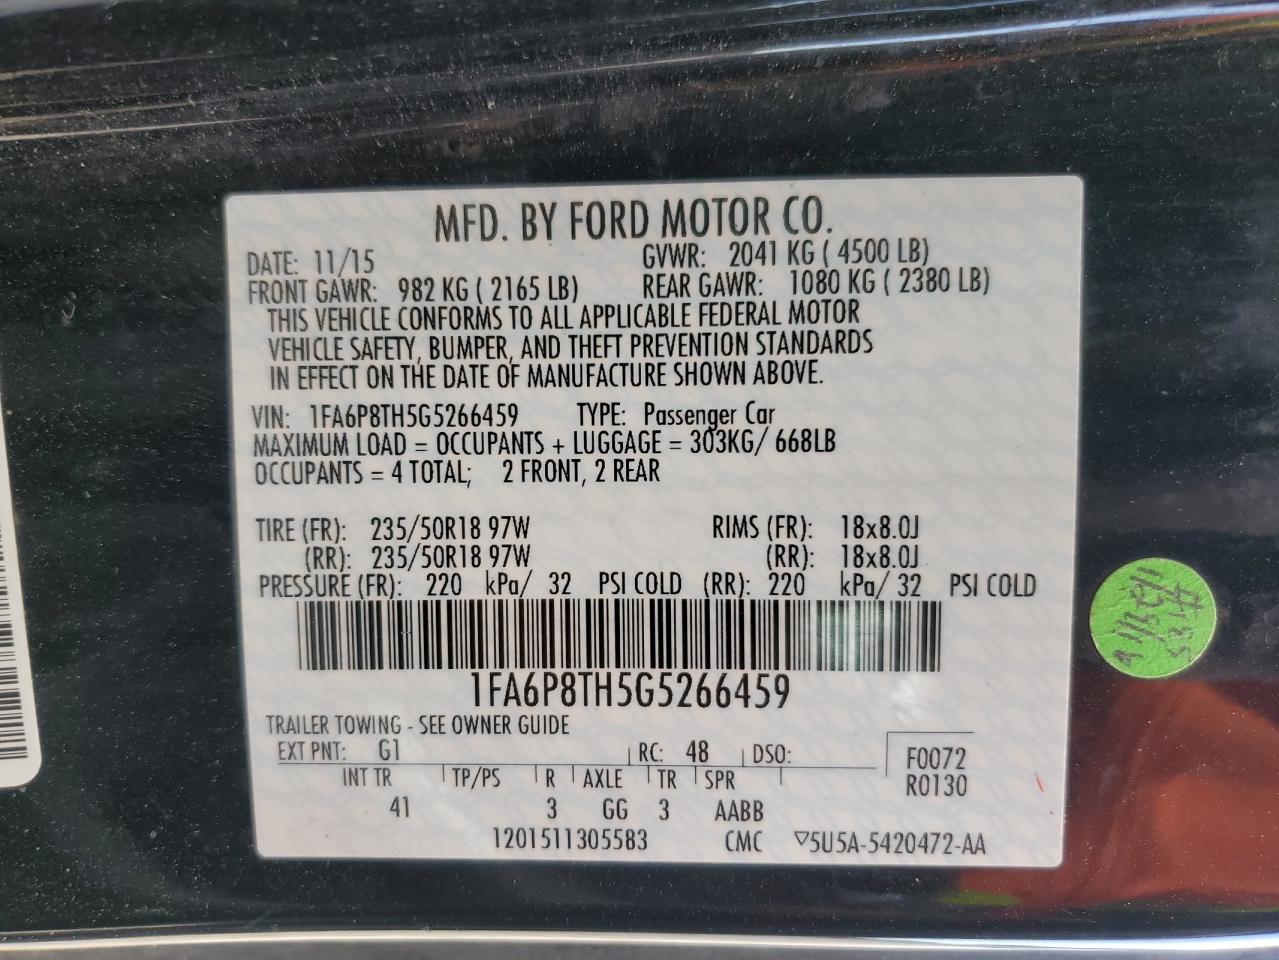 MFD. BY FORD MOTOR CO.
DATE: 11/15 GVWR: 2041 KG ( 4500 LB)
FRONT GAWR: 982 KG ( 2165 LB) REAR GAWR: 1080 KG ( 2380 LB)
THIS VEHICLE CONFORMS TO ALL APPLICABLE FEDERAL MOTOR
VEHICLE SAFETY, BUMPER, AND THEFT PREVENTION STANDARDS
IN EFFECT ON THE DATE OF MANUFACTURE SHOWN ABOVE.
VIN: 1FA6P8TH5G5266459 TYPE: Passenger Car
MAXIMUM LOAD = OCCUPANTS + LUGGAGE = 303KG/ 668LB
OCCUPANTS = 4 TOTAL; 2 FRONT, 2 REAR
TIRE (FR): 235/50R18 97W RIMS (FR): 18x8.0J
(RR): 235/50R18 97W (RR): 18x8.0J
PRESSURE (FR): 220 kPa/ 32 PSI COLD (RR): 220 kPa/ 32 PSI COLD
1FA6P8TH5G5266459
TRAILER TOWING - SEE OWNER GUIDE
EXT PNT: G1 RC: 48 DSO: F0072
INT TR TP/PS R AXLE TR SPR R0130
41 3 GG 3 AABB
1201511305583 CMC ▽5U5A-5420472-AA